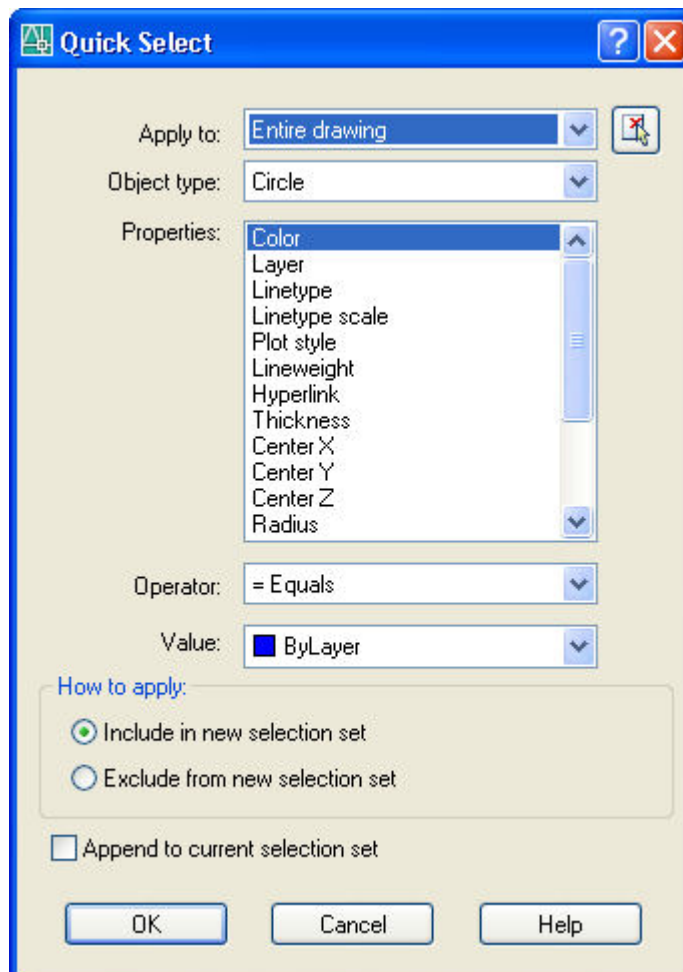 Quick Select
Apply to: Entire drawing
Object type: Circle
Properties: Color
Layer
Linetype
Linetype scale
Plot style
Lineweight
Hyperlink
Thickness
Center X
Center Y
Center Z
Radius
Operator: = Equals
Value: ByLayer
How to apply:
Include in new selection set
Exclude from new selection set
Append to current selection set
OK Cancel Help